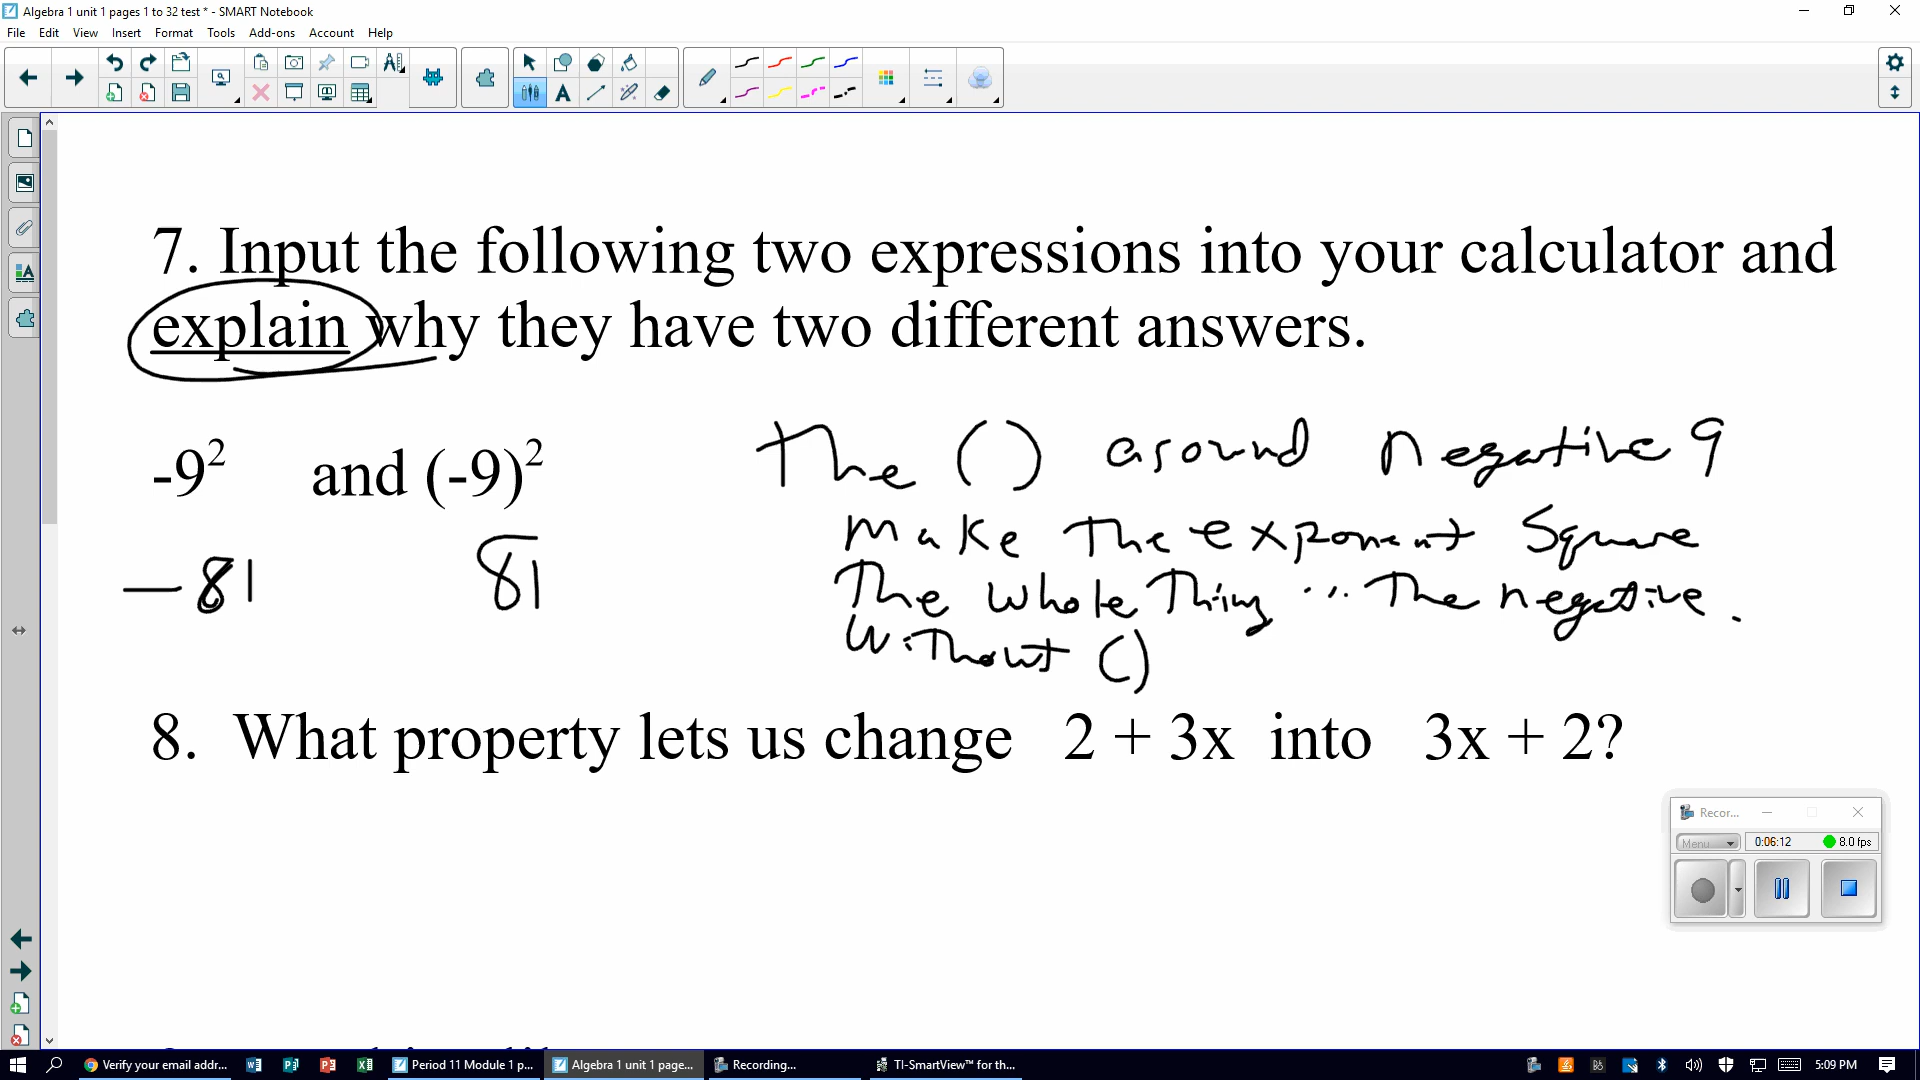 Algebra 1 unit 1 pages 1 to 32 test * - SMART Notebook
File Edit View Insert Format Tools Add-ons Account Help
7. Input the following two expressions into your calculator and
explain why they have two different answers.
-9² and (-9)²
-81 81
The () around negative 9
make the exponent square
the whole thing ... the negative.
without ()
8. What property lets us change 2 + 3x into 3x + 2?
Recor...
Menu 0:06:12 8.0 fps
Verify your email addr... Period 11 Module 1 p... Algebra 1 unit 1 page... Recording... TI-SmartView™ for th... 5:09 PM